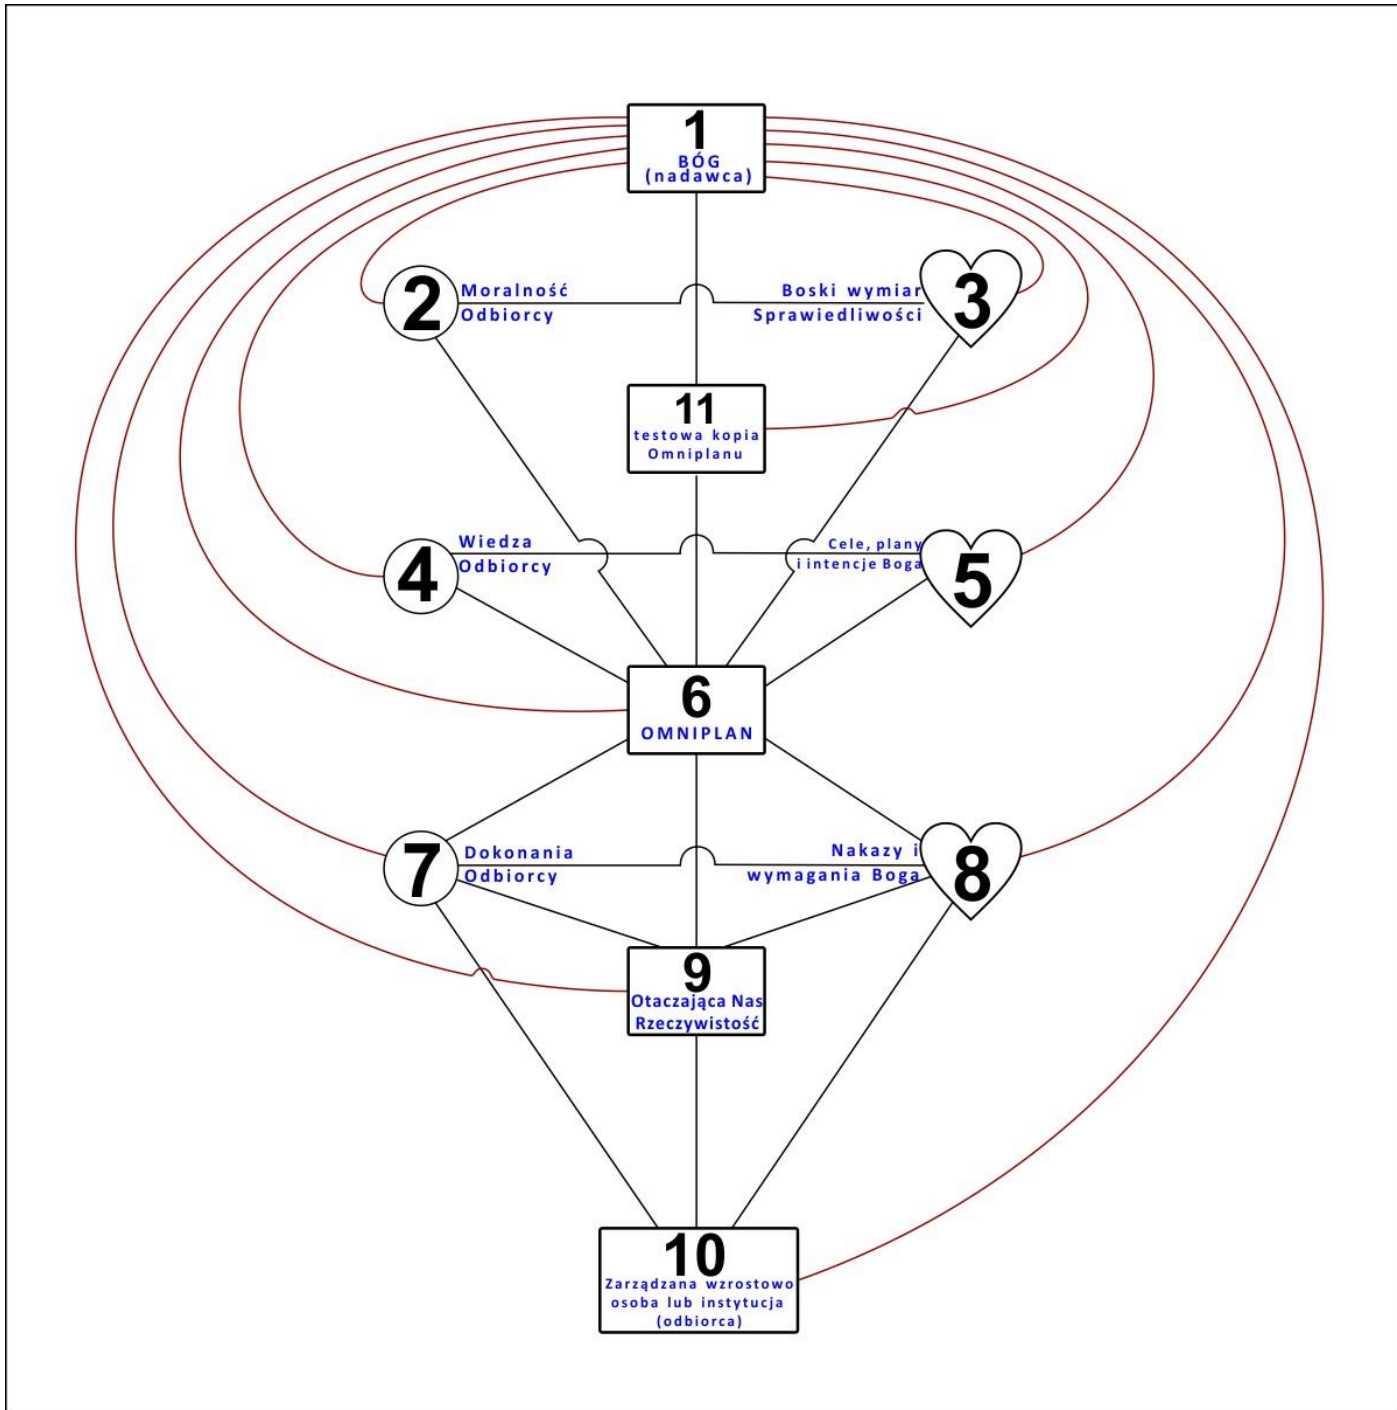 1
BÓG
(nadawca)
2
Moralność
Odbiorcy
Boski wymiar
Sprawiedliwości
3
11
testowa kopia
Omniplanu
4
Wiedza
Odbiorcy
Cele, plany
i intencje Boga
5
6
OMNIPLAN
7
Dokonania
Odbiorcy
Nakazy i
wymagania Boga
8
9
Otaczająca Nas
Rzeczywistość
10
Zarządzana wzrostowo
osoba lub instytucja
(odbiorca)